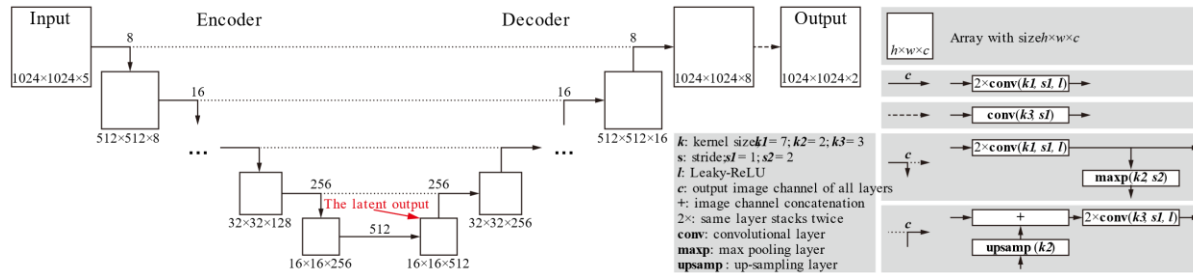 Input
Encoder
Decoder
Output
8
8
1024×1024×5
1024×1024×8
1024×1024×2
16
16
512×512×8
512×512×16
...
...
256
256
The latent output
32×32×128
32×32×256
512
16×16×256
16×16×512
k: kernel size;k1= 7; k2= 2; k3= 3
s: stride;s1= 1; s2= 2
l: Leaky-ReLU
c: output image channel of all layers
+: image channel concatenation
2×: same layer stacks twice
conv: convolutional layer
maxp: max pooling layer
upsamp : up-sampling layer
h×w×c
Array with sizeh×w×c
c
2×conv(k1, s1, l)
conv(k3, s1)
c
2×conv(k1, s1, l)
maxp(k2, s2)
c
+
2×conv(k3, s1, l)
upsamp (k2)